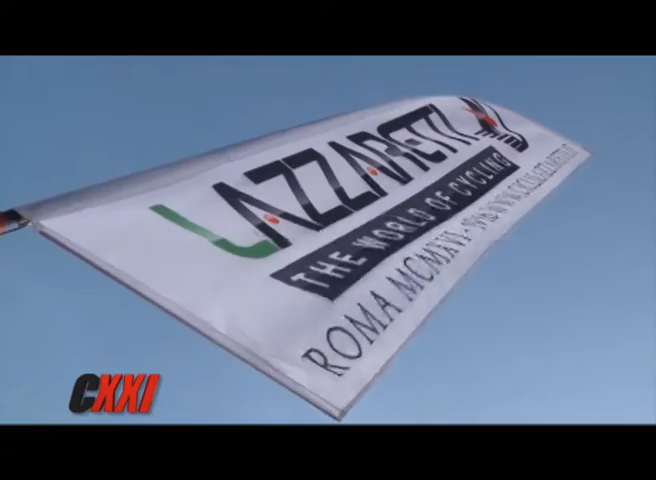 LAZZARETTI
THE WORLD OF CYCLING
ROMA MCMXVI -
CXXI